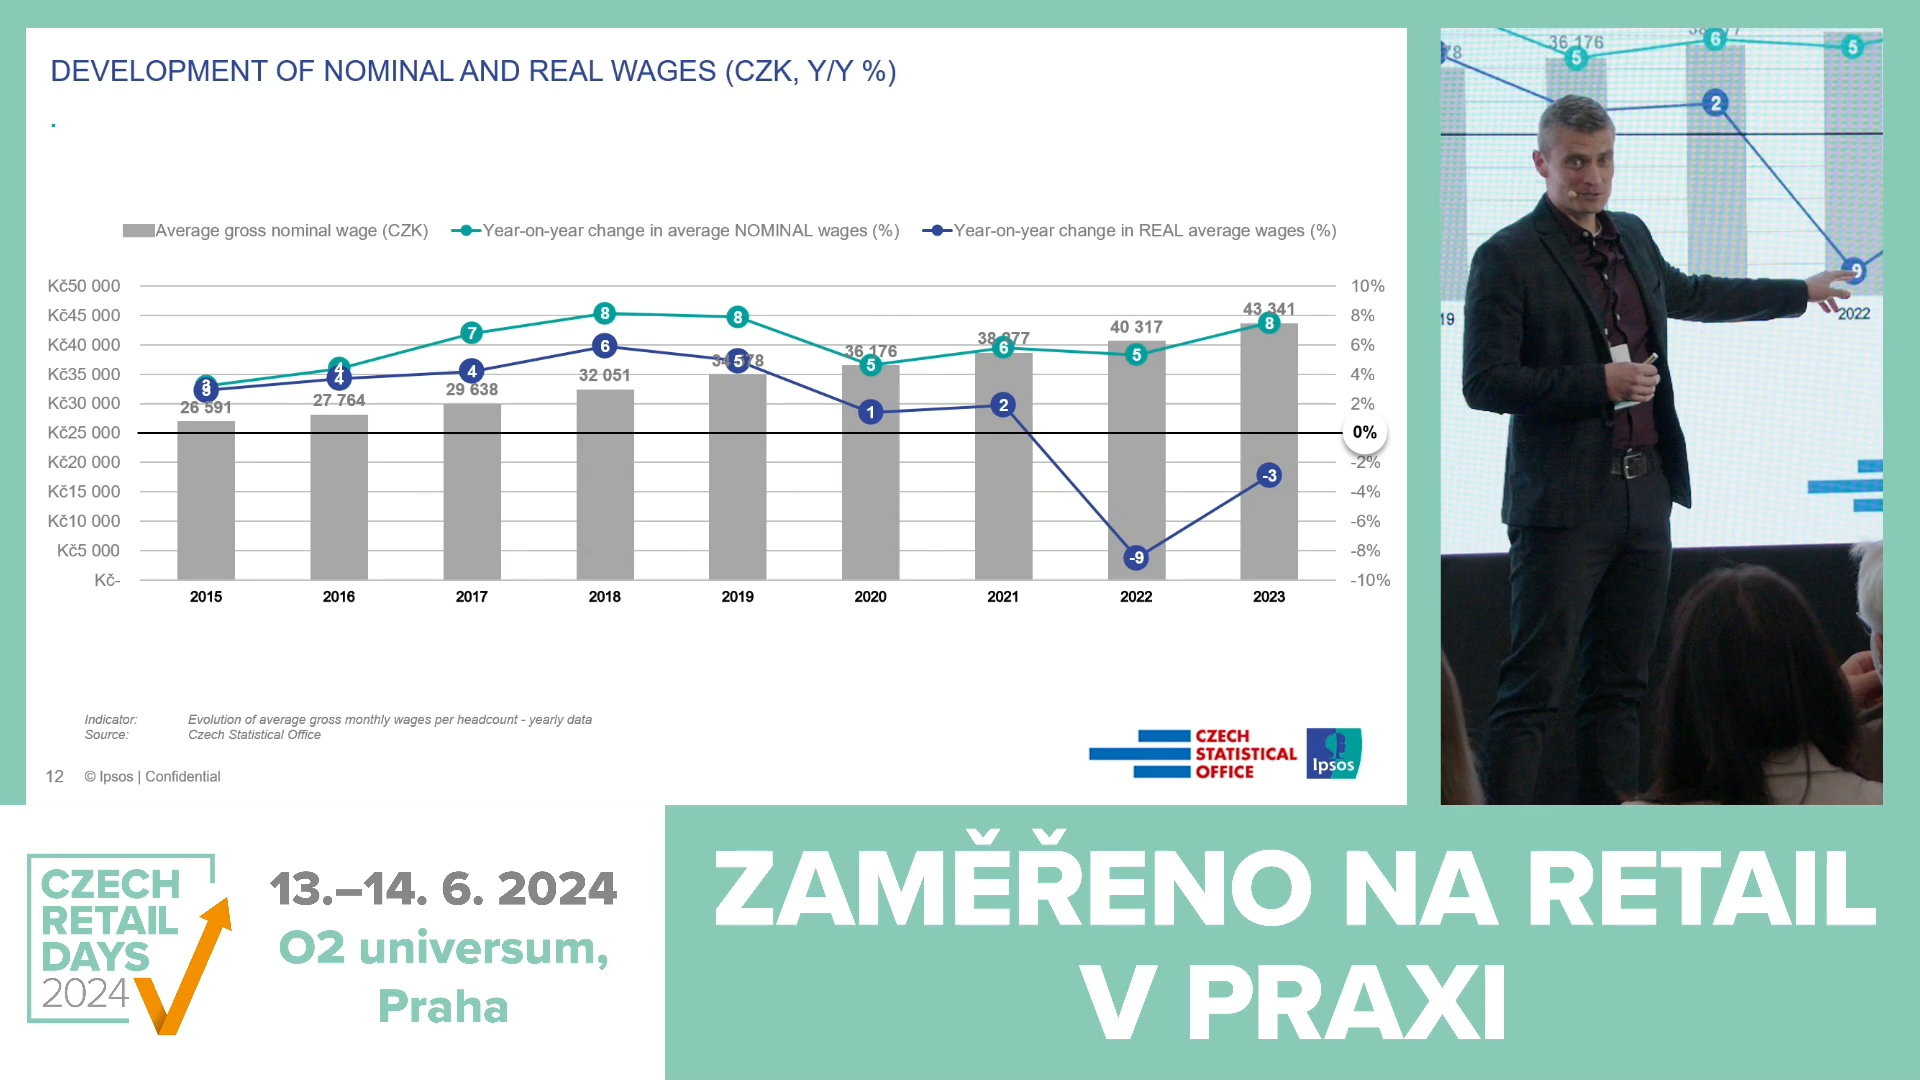 DEVELOPMENT OF NOMINAL AND REAL WAGES (CZK, Y/Y %)
.
Average gross nominal wage (CZK) Year-on-year change in average NOMINAL wages (%) Year-on-year change in REAL average wages (%)
Kč50 000
Kč45 000
Kč40 000
Kč35 000
Kč30 000
Kč25 000
Kč20 000
Kč15 000
Kč10 000
Kč5 000
Kč-
10%
8%
6%
4%
2%
0%
-2%
-4%
-6%
-8%
-10%
3 4 7 8 8 5 6 5 8
4 4 6 5 1 2 -9 -3
26 591 27 764 29 638 32 051 36 176 40 317 43 341
2015 2016 2017 2018 2019 2020 2021 2022 2023
Indicator: Evolution of average gross monthly wages per headcount - yearly data
Source: Czech Statistical Office
12 © Ipsos | Confidential
CZECH
STATISTICAL
OFFICE
Ipsos
36 176
5
6
5
2
9
19
2022
CZECH
RETAIL
DAYS
2024
13.–14. 6. 2024
O2 universum,
Praha
ZAMĚŘENO NA RETAIL
V PRAXI